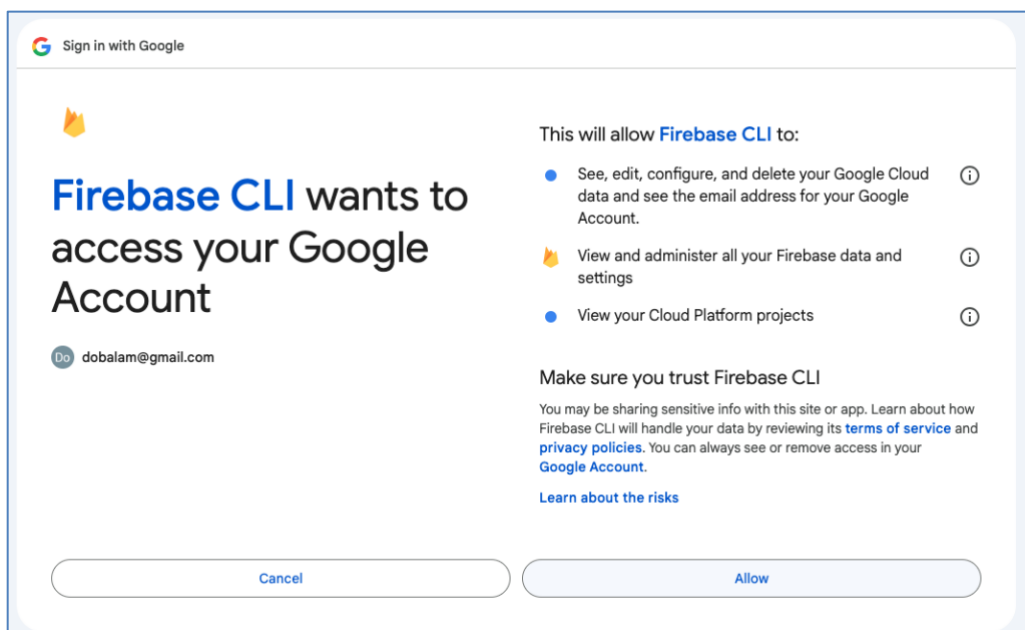 Sign in with Google
Firebase CLI wants to
access your Google
Account
Do dobalam@gmail.com
This will allow Firebase CLI to:
See, edit, configure, and delete your Google Cloud
data and see the email address for your Google
Account.
View and administer all your Firebase data and
settings
View your Cloud Platform projects
Make sure you trust Firebase CLI
You may be sharing sensitive info with this site or app. Learn about how
Firebase CLI will handle your data by reviewing its terms of service and
privacy policies. You can always see or remove access in your
Google Account.
Learn about the risks
Cancel
Allow